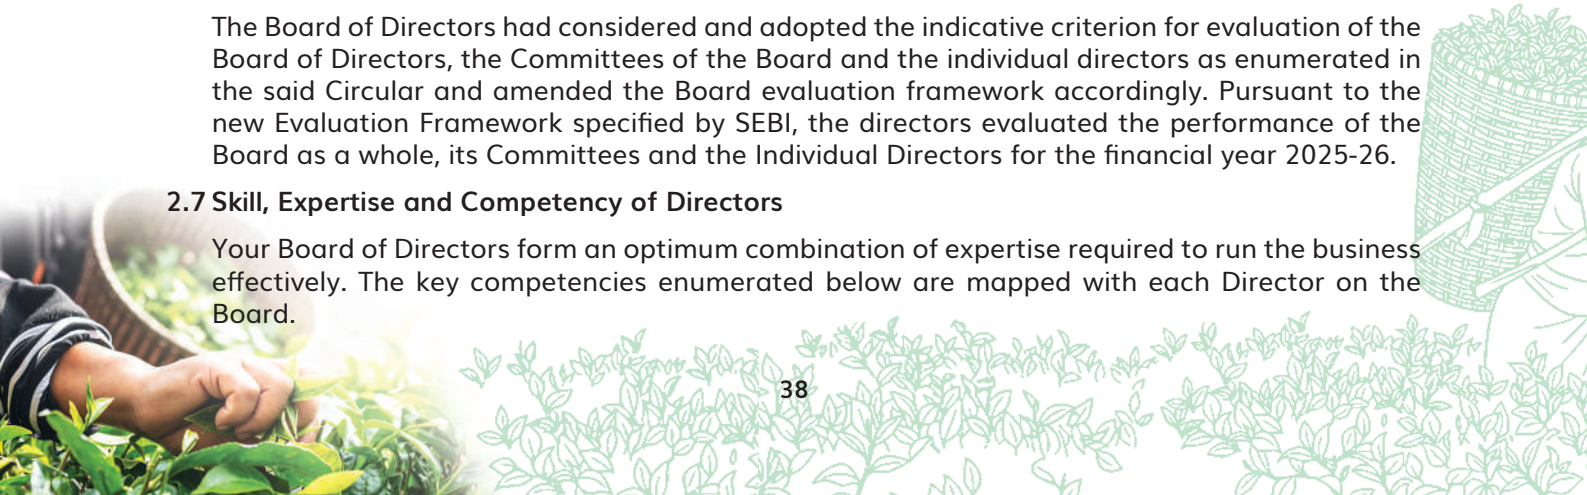 The Board of Directors had considered and adopted the indicative criterion for evaluation of the
Board of Directors, the Committees of the Board and the individual directors as enumerated in
the said Circular and amended the Board evaluation framework accordingly. Pursuant to the
new Evaluation Framework specified by SEBI, the directors evaluated the performance of the
Board as a whole, its Committees and the Individual Directors for the financial year 2025-26.
2.7 Skill, Expertise and Competency of Directors
Your Board of Directors form an optimum combination of expertise required to run the business
effectively. The key competencies enumerated below are mapped with each Director on the
Board.
38